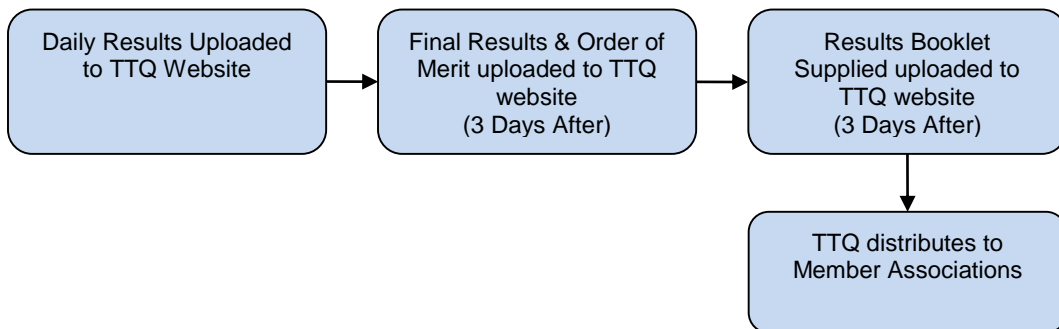 Daily Results Uploaded
to TTQ Website
Final Results & Order of
Merit uploaded to TTQ
website
(3 Days After)
Results Booklet
Supplied uploaded to
TTQ website
(3 Days After)
TTQ distributes to
Member Associations